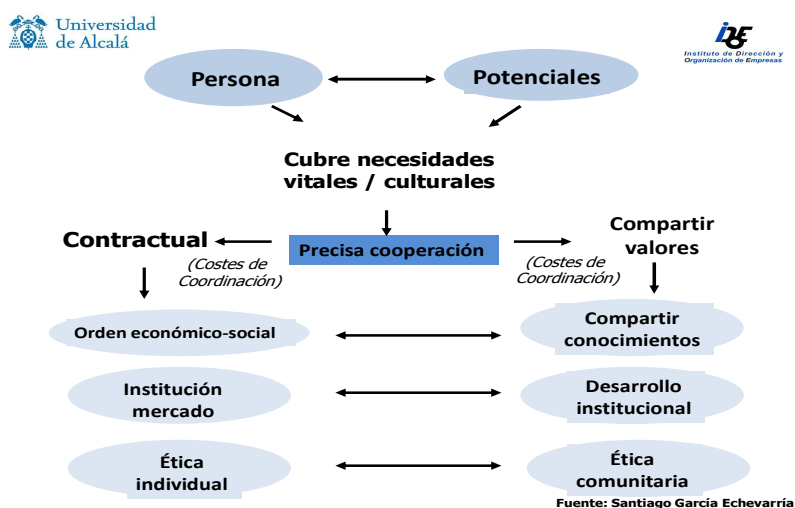 Universidad
de Alcalá
iDOE
Instituto de Dirección y
Organización de Empresas
Persona
Potenciales
Cubre necesidades
vitales / culturales
Contractual
Precisa cooperación
Compartir
valores
(Costes de
Coordinación)
(Costes de
Coordinación)
Orden económico-social
Compartir
conocimientos
Institución
mercado
Desarrollo
institucional
Ética
individual
Ética
comunitaria
Fuente: Santiago García Echevarría